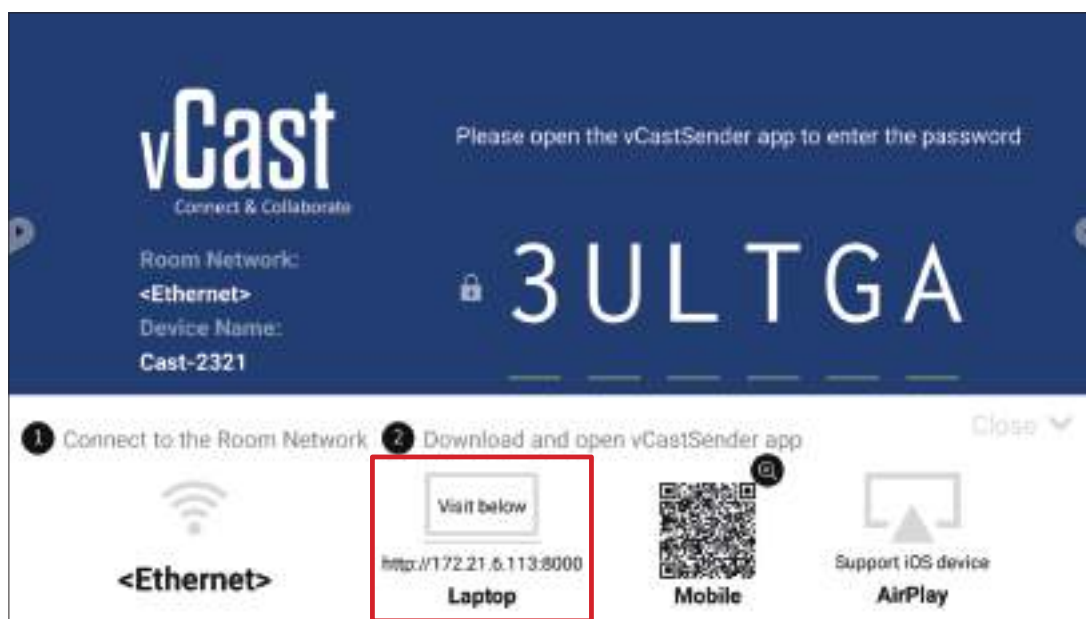 vCast
Connect & Collaborate
Please open the vCastSender app to enter the password
Room Network:
<Ethernet>
Device Name:
Cast-2321
3ULTGA
1 Connect to the Room Network
2 Download and open vCastSender app
Close
<Ethernet>
Visit below
http://172.21.6.113:8000
Laptop
Mobile
Support iOS device
AirPlay